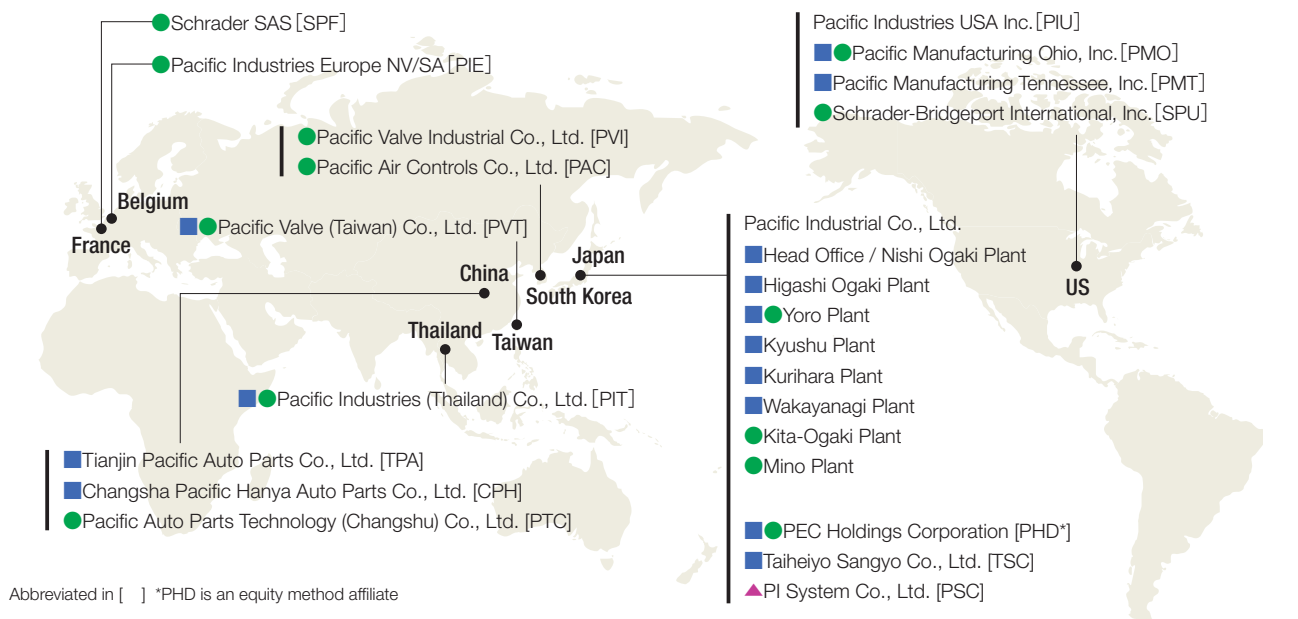 Schrader SAS [SPF]
Pacific Industries Europe NV/SA [PIE]
Pacific Valve Industrial Co., Ltd. [PVI]
Pacific Air Controls Co., Ltd. [PAC]
Belgium
France
Pacific Valve (Taiwan) Co., Ltd. [PVT]
China
Japan
South Korea
Thailand
Taiwan
Pacific Industries (Thailand) Co., Ltd. [PIT]
Tianjin Pacific Auto Parts Co., Ltd. [TPA]
Changsha Pacific Hanya Auto Parts Co., Ltd. [CPH]
Pacific Auto Parts Technology (Changshu) Co., Ltd. [PTC]
Abbreviated in [ ] *PHD is an equity method affiliate
Pacific Industries USA Inc. [PIU]
Pacific Manufacturing Ohio, Inc. [PMO]
Pacific Manufacturing Tennessee, Inc. [PMT]
Schrader-Bridgeport International, Inc. [SPU]
US
Pacific Industrial Co., Ltd.
Head Office / Nishi Ogaki Plant
Higashi Ogaki Plant
Yoro Plant
Kyushu Plant
Kurihara Plant
Wakayanagi Plant
Kita-Ogaki Plant
Mino Plant
PEC Holdings Corporation [PHD*]
Taiheiyo Sangyo Co., Ltd. [TSC]
PI System Co., Ltd. [PSC]